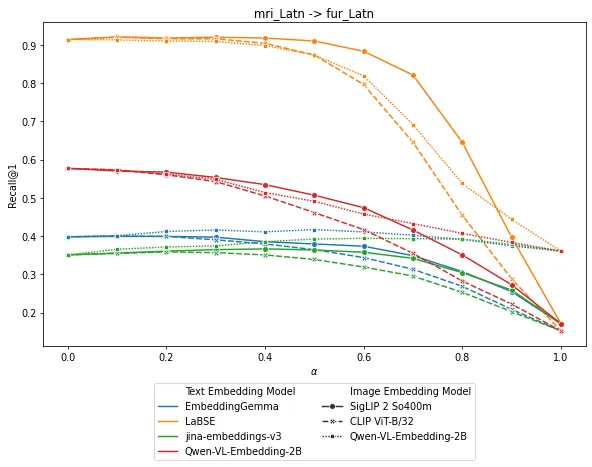 mri_Latn -> fur_Latn
Recall@1
0.9
0.8
0.7
0.6
0.5
0.4
0.3
0.2
0.0 0.2 0.4 0.6 0.8 1.0
α
Text Embedding Model Image Embedding Model
EmbeddingGemma SigLIP 2 So400m
LaBSE CLIP ViT-B/32
jina-embeddings-v3 Qwen-VL-Embedding-2B
Qwen-VL-Embedding-2B